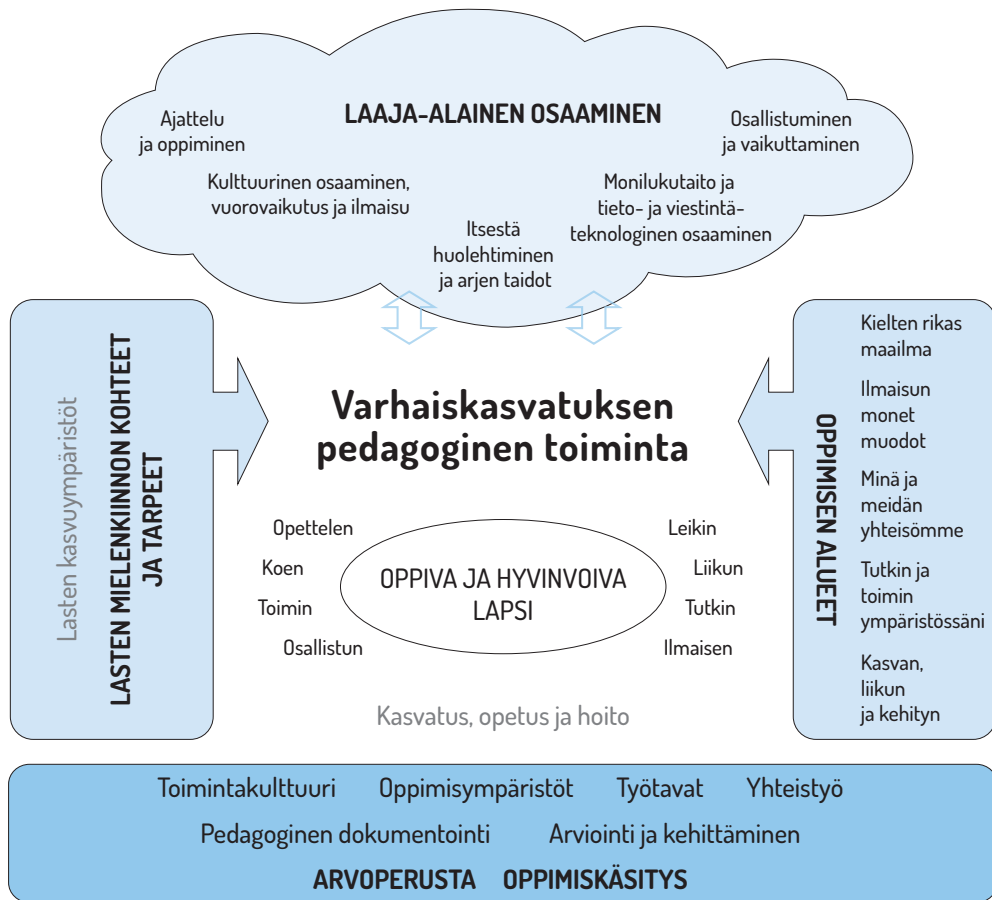 LAAJA-ALAINEN OSAAMINEN
Ajattelu
ja oppiminen
Kulttuurinen osaaminen,
vuorovaikutus ja ilmaisu
Itsestä
huolehtiminen
ja arjen taidot
Monilukutaito ja
tieto- ja viestintä-
teknologinen osaaminen
Osallistuminen
ja vaikuttaminen
Lasten kasvuympäristöt
LASTEN MIELENKIINNON KOHTEET
JA TARPEET
Varhaiskasvatuksen
pedagoginen toiminta
Opettelen
Koen
Toimin
Osallistun
OPPIVA JA HYVINVOIVA
LAPSI
Leikin
Liikun
Tutkin
Ilmaisen
Kasvatus, opetus ja hoito
OPPIMISEN ALUEET
Kielten rikas
maailma
Ilmaisun
monet
muodot
Minä ja
meidän
yhteisömme
Tutkin ja
toimin
ympäristössäni
Kasvan,
liikun
ja kehityn
Toimintakulttuuri Oppimisympäristöt Työtavat Yhteistyö
Pedagoginen dokumentointi Arviointi ja kehittäminen
ARVOPERUSTA OPPIMISKÄSITYS